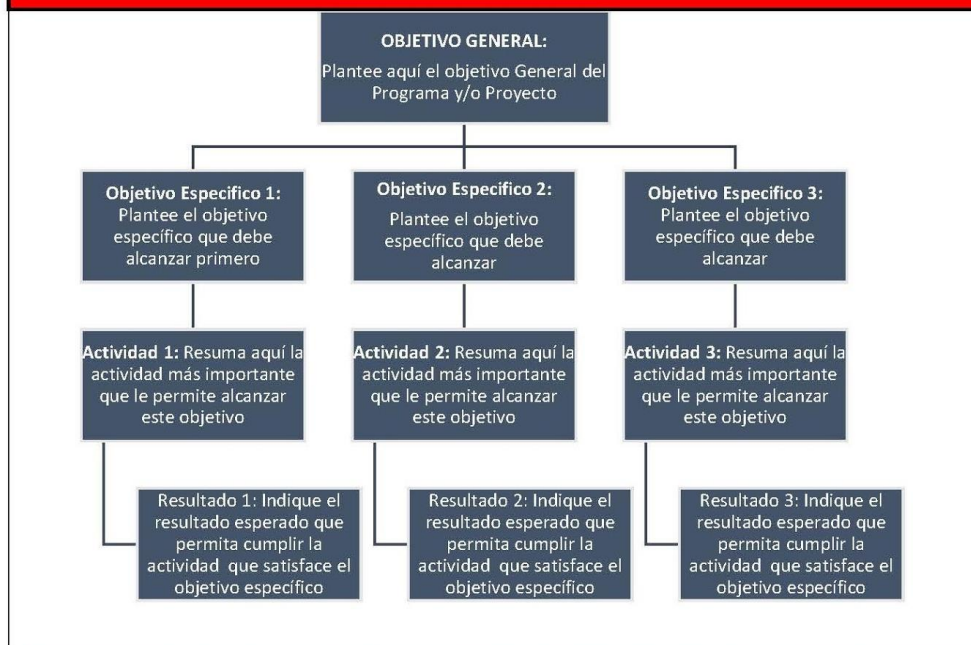 OBJETIVO GENERAL:
Plantee aquí el objetivo General del
Programa y/o Proyecto
Objetivo Especifico 1:
Plantee el objetivo
específico que debe
alcanzar primero
Objetivo Especifico 2:
Plantee el objetivo
específico que debe
alcanzar
Objetivo Especifico 3:
Plantee el objetivo
específico que debe
alcanzar
Actividad 1: Resuma aquí la
actividad más importante
que le permite alcanzar
este objetivo
Actividad 2: Resuma aquí la
actividad más importante
que le permite alcanzar
este objetivo
Actividad 3: Resuma aquí la
actividad más importante
que le permite alcanzar
este objetivo
Resultado 1: Indique el
resultado esperado que
permita cumplir la
actividad que satisface el
objetivo específico
Resultado 2: Indique el
resultado esperado que
permita cumplir la
actividad que satisface el
objetivo específico
Resultado 3: Indique el
resultado esperado que
permita cumplir la
actividad que satisface el
objetivo específico